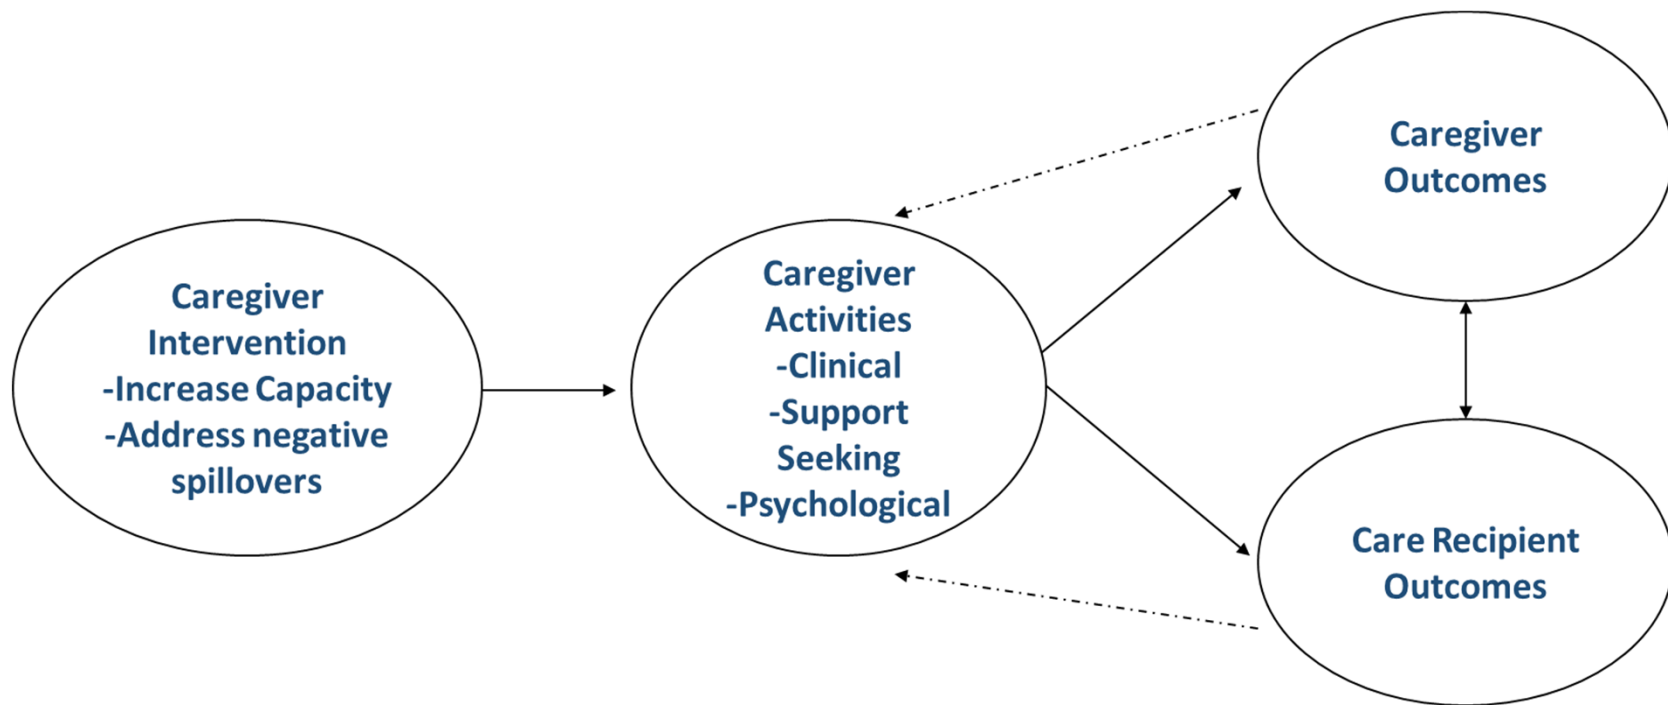 Caregiver
Intervention
-Increase Capacity
-Address negative
spillovers
Caregiver
Activities
-Clinical
-Support
Seeking
-Psychological
Caregiver
Outcomes
Care Recipient
Outcomes